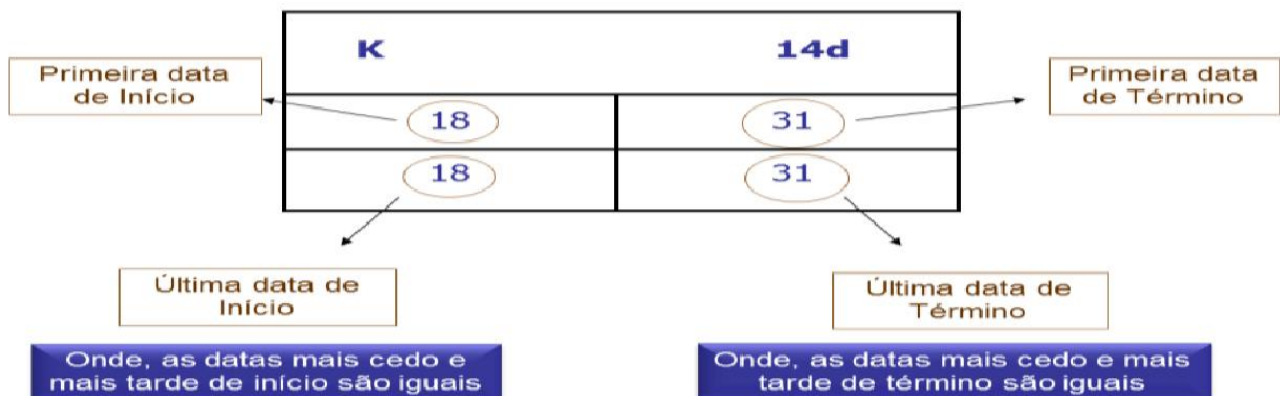 K 14d
Primeira data
de Início
Primeira data
de Término
18 31
18 31
Última data de
Início
Última data de
Término
Onde, as datas mais cedo e
mais tarde de início são iguais
Onde, as datas mais cedo e mais
tarde de término são iguais